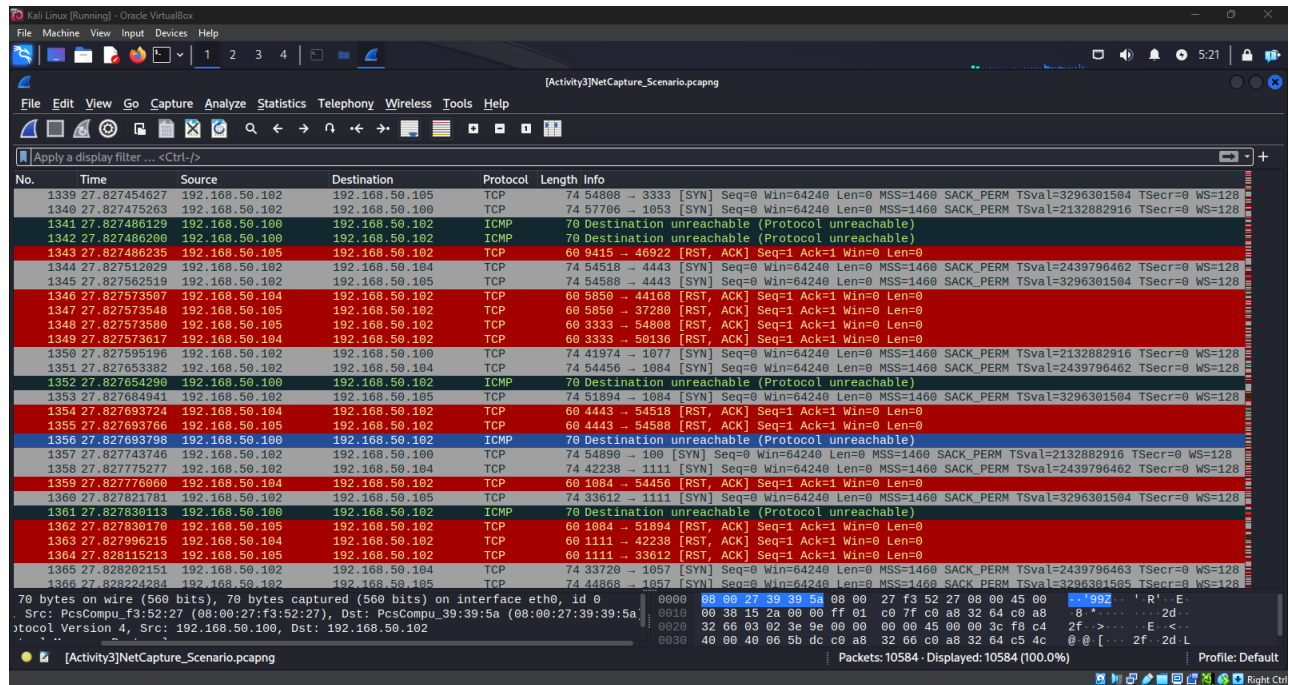 Kali Linux [Running] - Oracle VirtualBox
File Machine View Input Devices Help
1 2 3 4 5:21
[Activity3]NetCapture_Scenario.pcapng
File Edit View Go Capture Analyze Statistics Telephony Wireless Tools Help
Apply a display filter ... <Ctrl-/>
No. Time Source Destination Protocol Length Info
1339 27.827454627 192.168.50.102 192.168.50.105 TCP 74 54808 → 3333 [SYN] Seq=0 Win=64240 Len=0 MSS=1460 SACK_PERM TSval=3296301504 TSecr=0 WS=128
1340 27.827475263 192.168.50.102 192.168.50.100 TCP 74 57706 → 1053 [SYN] Seq=0 Win=64240 Len=0 MSS=1460 SACK_PERM TSval=2132882916 TSecr=0 WS=128
1341 27.827486129 192.168.50.100 192.168.50.102 ICMP 70 Destination unreachable (Protocol unreachable)
1342 27.827486200 192.168.50.100 192.168.50.102 ICMP 70 Destination unreachable (Protocol unreachable)
1343 27.827486235 192.168.50.105 192.168.50.102 TCP 60 9415 → 46922 [RST, ACK] Seq=1 Ack=1 Win=0 Len=0
1344 27.827512029 192.168.50.102 192.168.50.104 TCP 74 54518 → 4443 [SYN] Seq=0 Win=64240 Len=0 MSS=1460 SACK_PERM TSval=2439796462 TSecr=0 WS=128
1345 27.827562519 192.168.50.102 192.168.50.105 TCP 74 54588 → 4443 [SYN] Seq=0 Win=64240 Len=0 MSS=1460 SACK_PERM TSval=3296301504 TSecr=0 WS=128
1346 27.827573507 192.168.50.104 192.168.50.102 TCP 60 5850 → 44168 [RST, ACK] Seq=1 Ack=1 Win=0 Len=0
1347 27.827573548 192.168.50.105 192.168.50.102 TCP 60 5850 → 37280 [RST, ACK] Seq=1 Ack=1 Win=0 Len=0
1348 27.827573580 192.168.50.105 192.168.50.102 TCP 60 3333 → 54808 [RST, ACK] Seq=1 Ack=1 Win=0 Len=0
1349 27.827573617 192.168.50.104 192.168.50.102 TCP 60 3333 → 50136 [RST, ACK] Seq=1 Ack=1 Win=0 Len=0
1350 27.827595196 192.168.50.102 192.168.50.100 TCP 74 41974 → 1077 [SYN] Seq=0 Win=64240 Len=0 MSS=1460 SACK_PERM TSval=2132882916 TSecr=0 WS=128
1351 27.827653382 192.168.50.102 192.168.50.104 TCP 74 54456 → 1084 [SYN] Seq=0 Win=64240 Len=0 MSS=1460 SACK_PERM TSval=2439796462 TSecr=0 WS=128
1352 27.827654290 192.168.50.100 192.168.50.102 ICMP 70 Destination unreachable (Protocol unreachable)
1353 27.827684941 192.168.50.102 192.168.50.105 TCP 74 51894 → 1084 [SYN] Seq=0 Win=64240 Len=0 MSS=1460 SACK_PERM TSval=3296301504 TSecr=0 WS=128
1354 27.827693724 192.168.50.104 192.168.50.102 TCP 60 4443 → 54518 [RST, ACK] Seq=1 Ack=1 Win=0 Len=0
1355 27.827693766 192.168.50.105 192.168.50.102 TCP 60 4443 → 54588 [RST, ACK] Seq=1 Ack=1 Win=0 Len=0
1356 27.827693798 192.168.50.100 192.168.50.102 ICMP 70 Destination unreachable (Protocol unreachable)
1357 27.827743746 192.168.50.102 192.168.50.100 TCP 74 54890 → 100 [SYN] Seq=0 Win=64240 Len=0 MSS=1460 SACK_PERM TSval=2132882916 TSecr=0 WS=128
1358 27.827775277 192.168.50.102 192.168.50.104 TCP 74 42238 → 1111 [SYN] Seq=0 Win=64240 Len=0 MSS=1460 SACK_PERM TSval=2439796462 TSecr=0 WS=128
1359 27.827776060 192.168.50.104 192.168.50.102 TCP 60 1084 → 54456 [RST, ACK] Seq=1 Ack=1 Win=0 Len=0
1360 27.827821781 192.168.50.102 192.168.50.105 TCP 74 33612 → 1111 [SYN] Seq=0 Win=64240 Len=0 MSS=1460 SACK_PERM TSval=3296301504 TSecr=0 WS=128
1361 27.827830113 192.168.50.100 192.168.50.102 ICMP 70 Destination unreachable (Protocol unreachable)
1362 27.827830170 192.168.50.105 192.168.50.102 TCP 60 1084 → 51894 [RST, ACK] Seq=1 Ack=1 Win=0 Len=0
1363 27.827996215 192.168.50.104 192.168.50.102 TCP 60 1111 → 42238 [RST, ACK] Seq=1 Ack=1 Win=0 Len=0
1364 27.828115213 192.168.50.105 192.168.50.102 TCP 60 1111 → 33612 [RST, ACK] Seq=1 Ack=1 Win=0 Len=0
1365 27.828202151 192.168.50.102 192.168.50.104 TCP 74 33720 → 1057 [SYN] Seq=0 Win=64240 Len=0 MSS=1460 SACK_PERM TSval=2439796463 TSecr=0 WS=128
1366 27.828224284 192.168.50.102 192.168.50.105 TCP 74 44868 → 1057 [SYN] Seq=0 Win=64240 Len=0 MSS=1460 SACK_PERM TSval=3296301505 TSecr=0 WS=128
70 bytes on wire (560 bits), 70 bytes captured (560 bits) on interface eth0, id 0 0000 08 00 27 39 39 5a 08 00 27 f3 52 27 08 00 45 00 ··'99Z·· '·R'··E·
Src: PcsCompu_f3:52:27 (08:00:27:f3:52:27), Dst: PcsCompu_39:39:5a (08:00:27:39:39:5a) 0010 00 38 15 2a 00 00 ff 01 c0 7f c0 a8 32 64 c0 a8 ·8·*···· ····2d··
otocol Version 4, Src: 192.168.50.100, Dst: 192.168.50.102 0020 32 66 03 02 3e 9e 00 00 00 00 45 00 00 3c f8 c4 2f··>··· ··E··<··
0030 40 00 40 06 5b dc c0 a8 32 66 c0 a8 32 64 c5 4c @·@·[··· 2f··2d·L
[Activity3]NetCapture_Scenario.pcapng Packets: 10584 · Displayed: 10584 (100.0%) Profile: Default
Right Ctrl